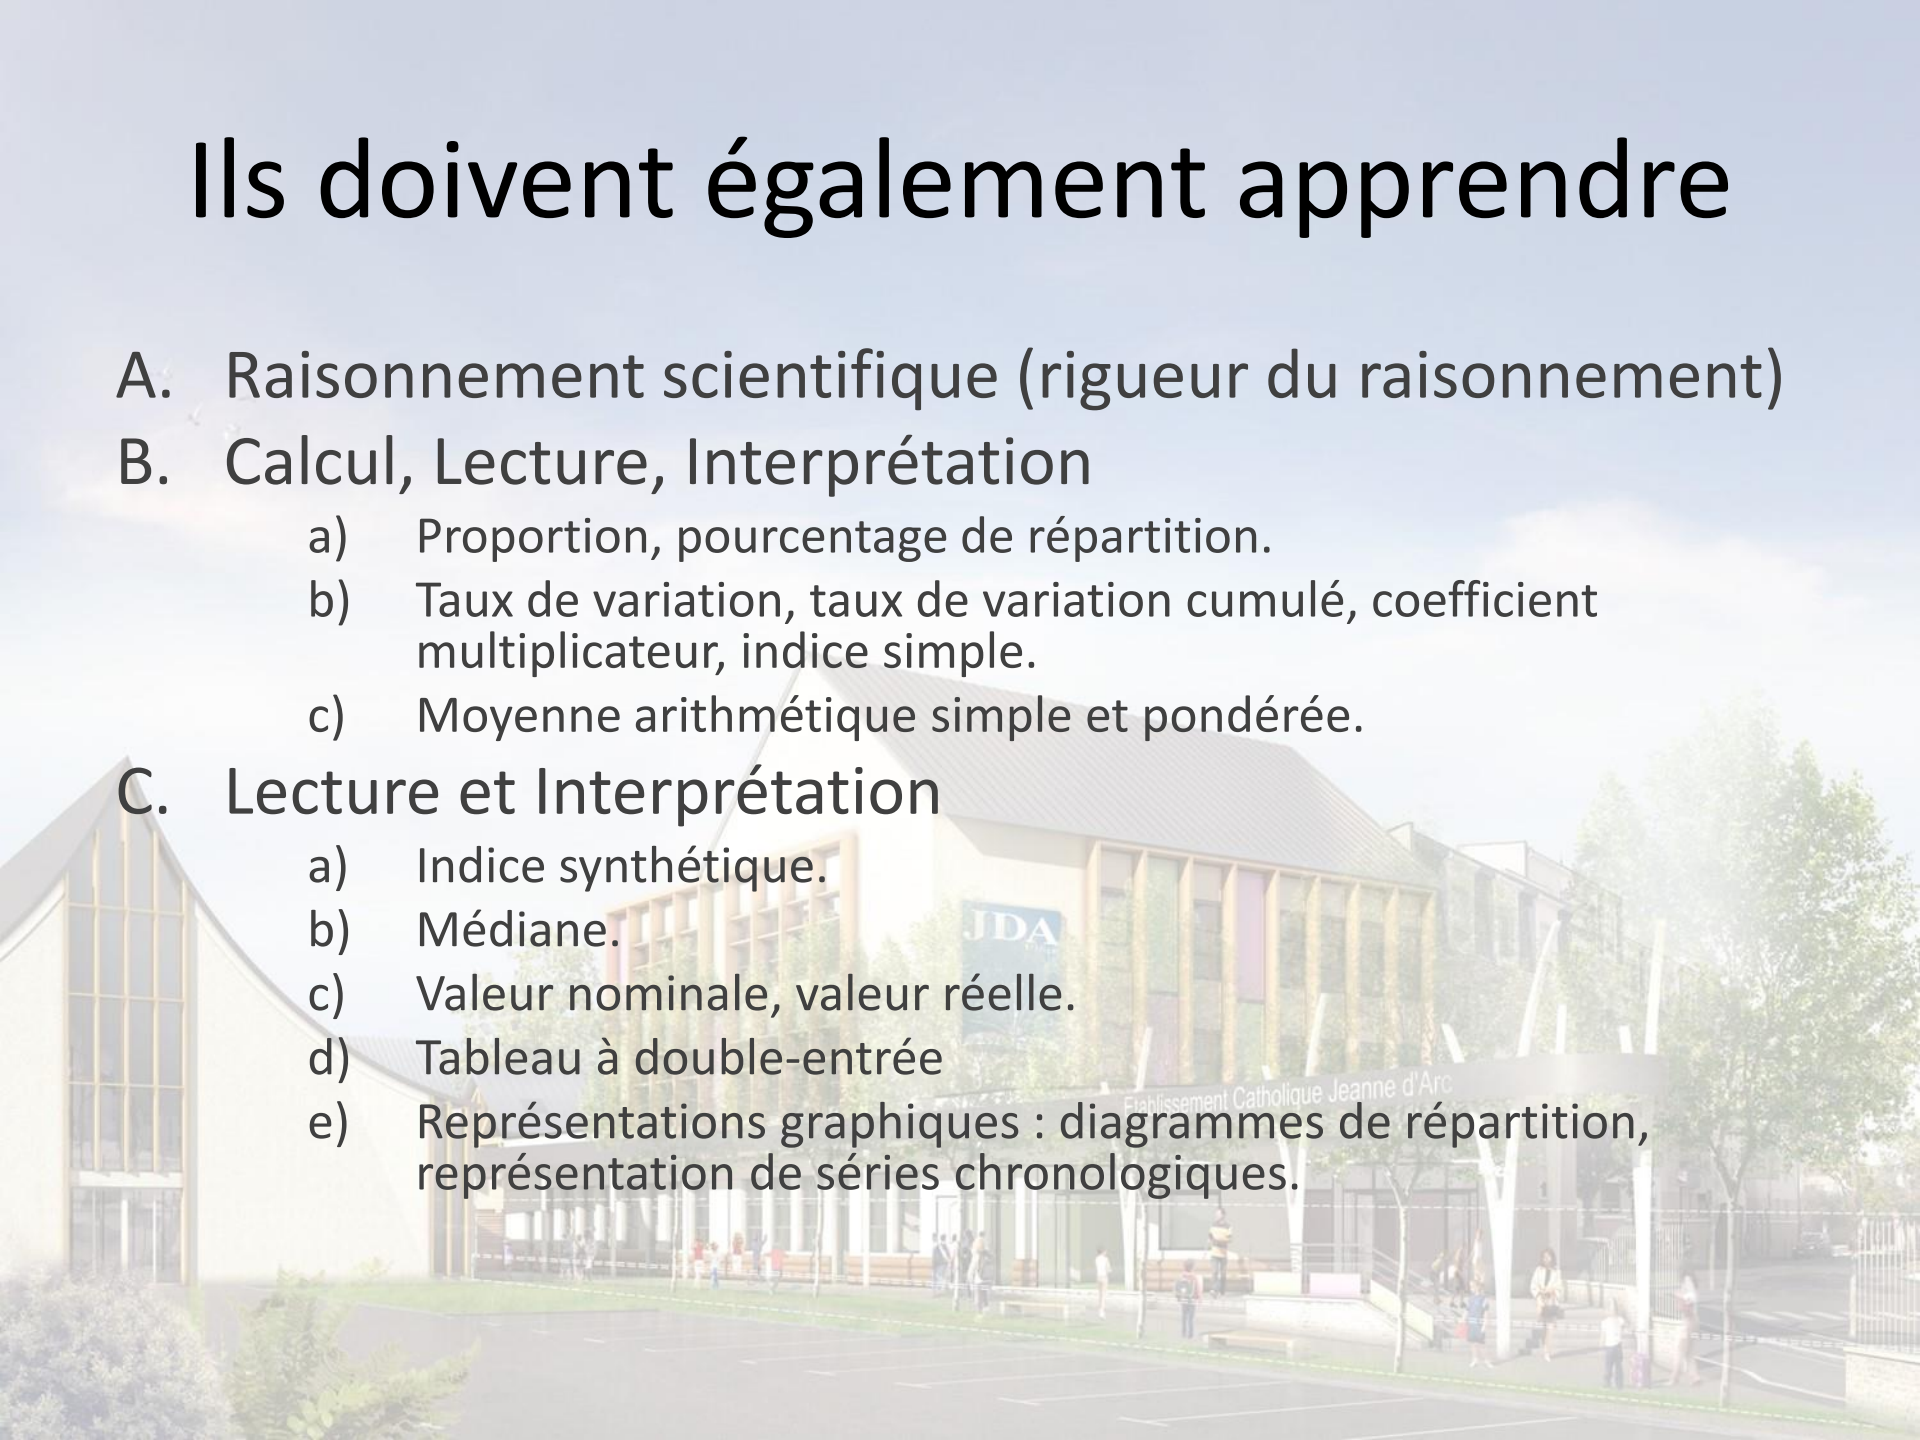 Ils doivent également apprendre
A. Raisonnement scientifique (rigueur du raisonnement)
B. Calcul, Lecture, Interprétation
a) Proportion, pourcentage de répartition.
b) Taux de variation, taux de variation cumulé, coefficient
multiplicateur, indice simple.
c) Moyenne arithmétique simple et pondérée.
C. Lecture et Interprétation
a) Indice synthétique.
b) Médiane.
JDA
c) Valeur nominale, valeur réelle.
d) Tableau à double-entrée
Etablissement Catholique Jeanne d'Arc
e) Représentations graphiques : diagrammes de répartition,
représentation de séries chronologiques.